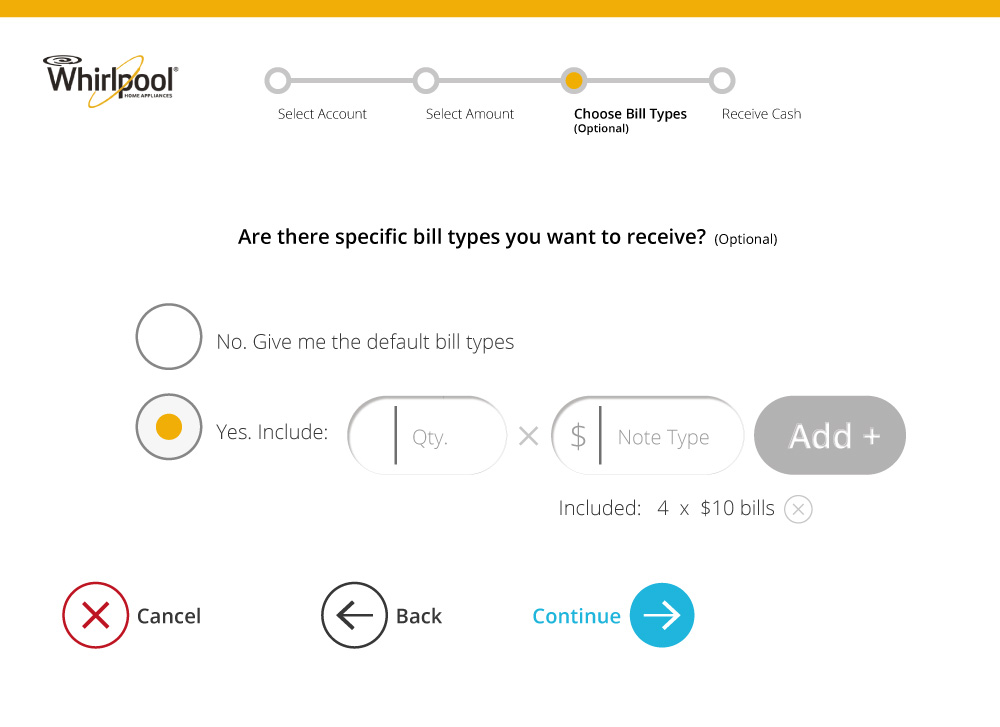 Whirlpool®
HOME APPLIANCES
Select Account
Select Amount
Choose Bill Types
(Optional)
Receive Cash
Are there specific bill types you want to receive? (Optional)
No. Give me the default bill types
Yes. Include: Qty. × $ Note Type Add +
Included: 4 x $10 bills
Cancel
Back
Continue